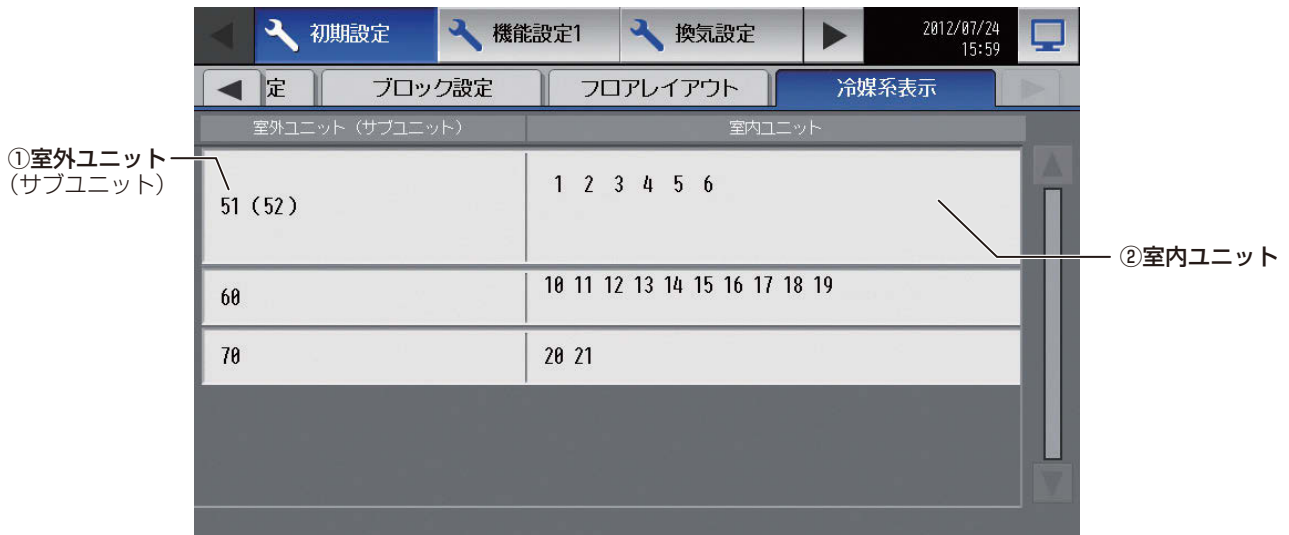 初期設定
機能設定1
換気設定
2012/07/24
15:59
定
ブロック設定
フロアレイアウト
冷媒系表示
室外ユニット（サブユニット）
室内ユニット
①室外ユニット
（サブユニット）
51 (52)
1 2 3 4 5 6
②室内ユニット
60
10 11 12 13 14 15 16 17 18 19
70
20 21